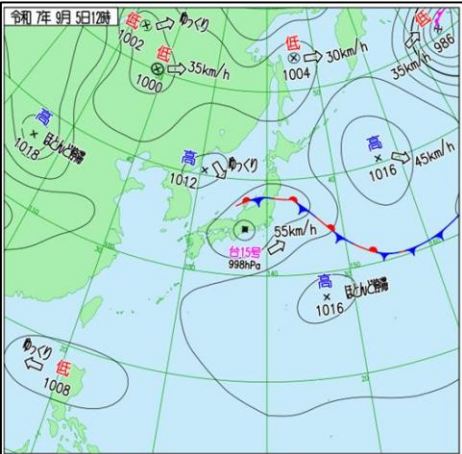 令和 7年 9月 5日12時
低
1002
ゆっくり
低
1000
35km/h
低
1004
30km/h
低
986
35km/h
高
1018
ほとんど停滞
高
1012
ゆっくり
高
1016
45km/h
台15号
998hPa
55km/h
高
1016
ほとんど停滞
ゆっくり
低
1008
140